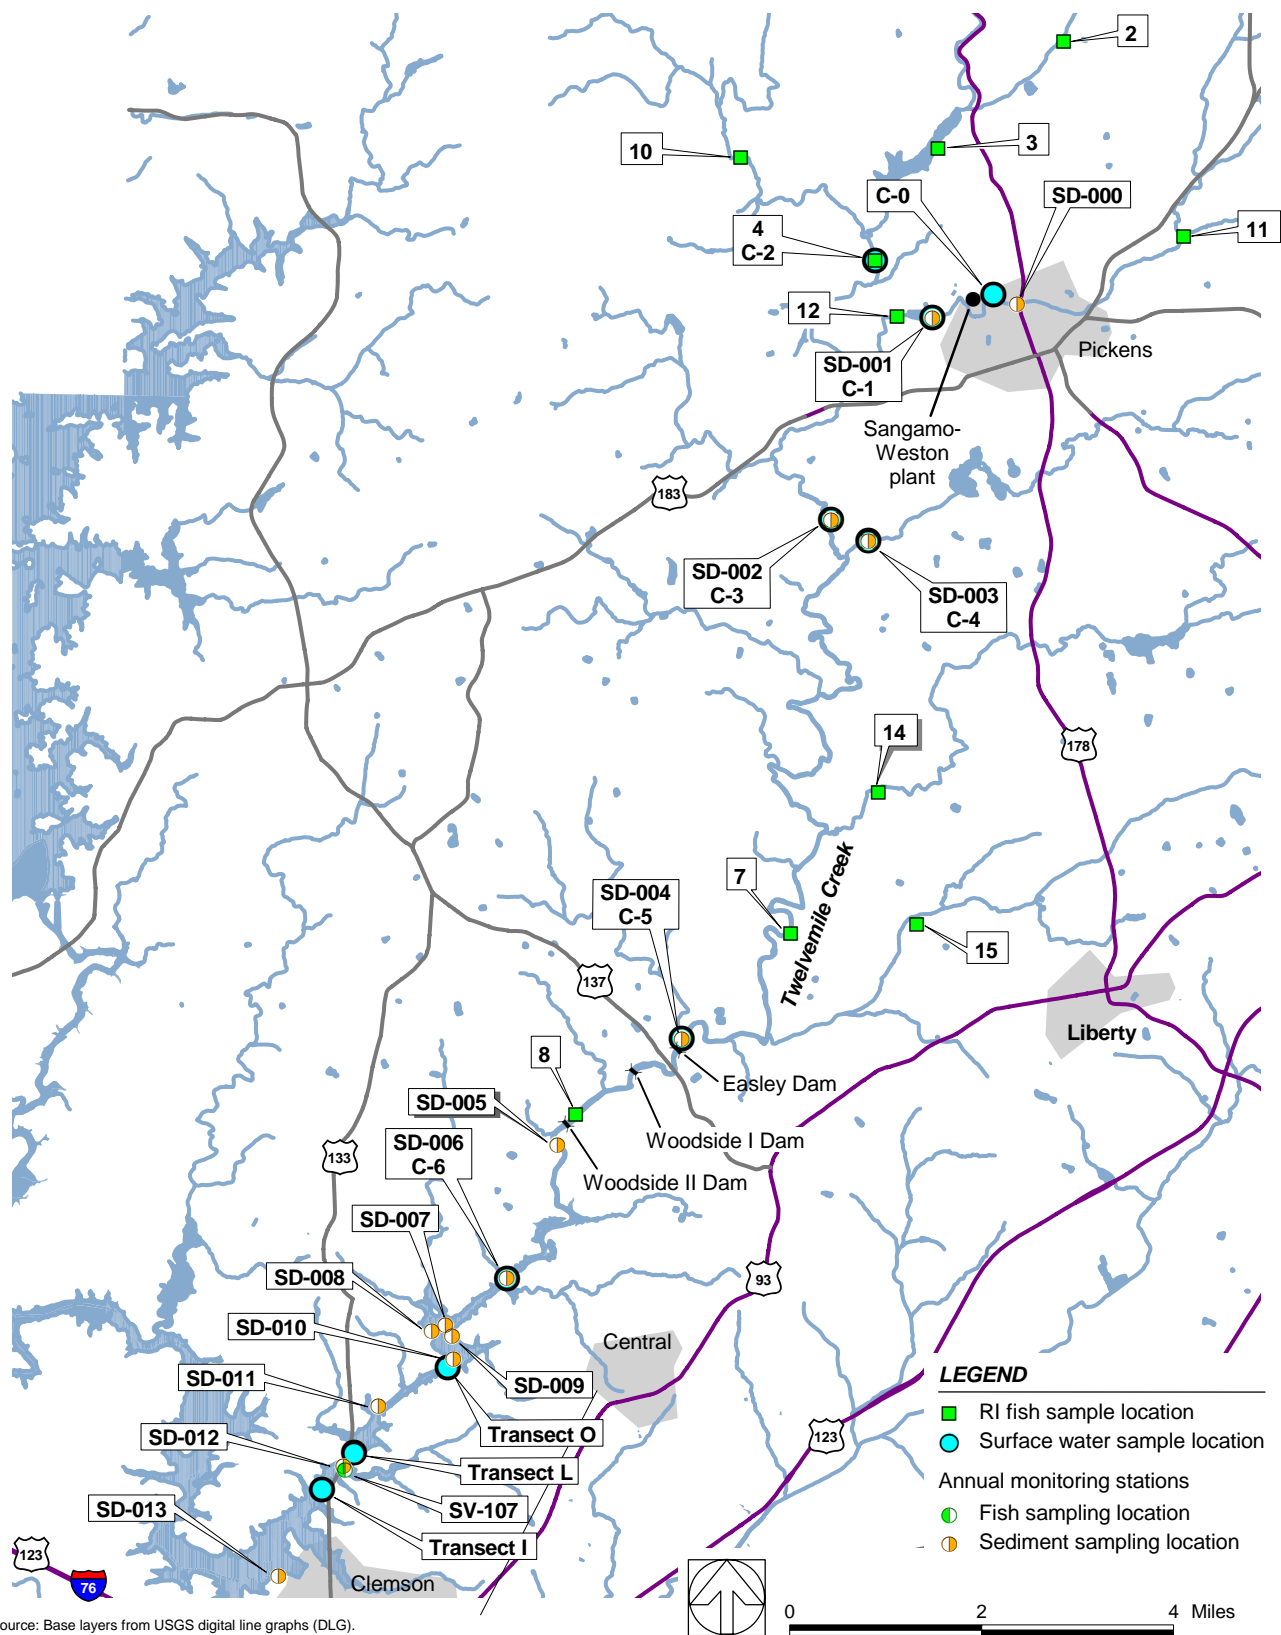 2
3
10
C-0
SD-000
4
C-2
11
12
SD-001
C-1
Pickens
Sangamo-
Weston
plant
183
SD-002
C-3
SD-003
C-4
14
178
7
Twelvemile Creek
SD-004
C-5
15
137
Liberty
8
Easley Dam
SD-005
Woodside I Dam
SD-006
C-6
133
Woodside II Dam
SD-007
SD-008
93
SD-010
Central
SD-009
SD-011
Transect O
SD-012
Transect L
123
SV-107
SD-013
Transect I
123
76
Clemson
LEGEND
RI fish sample location
Surface water sample location
Annual monitoring stations
Fish sampling location
Sediment sampling location
0 2 4 Miles
ource: Base layers from USGS digital line graphs (DLG).